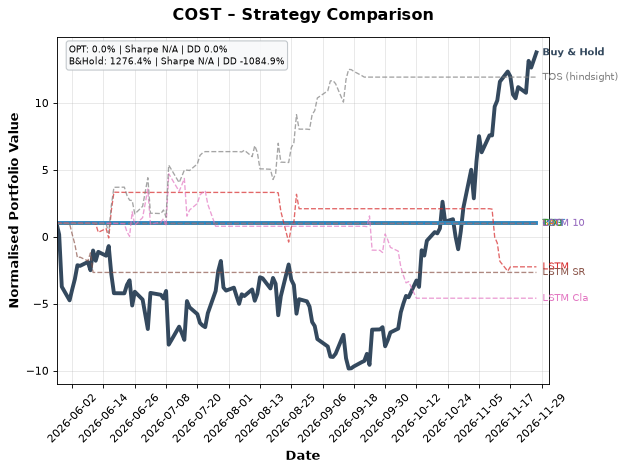 COST – Strategy Comparison
OPT: 0.0% | Sharpe N/A | DD 0.0%
B&Hold: 1276.4% | Sharpe N/A | DD -1084.9%
Buy & Hold
TOS (hindsight)
10
5
0
−5
−10
LSTM
LSTM SR
LSTM Cla
Normalised Portfolio Value
2026-06-02
2026-06-14
2026-06-26
2026-07-08
2026-07-20
2026-08-01
2026-08-13
2026-08-25
2026-09-06
2026-09-18
2026-09-30
2026-10-12
2026-10-24
2026-11-05
2026-11-17
2026-11-29
Date